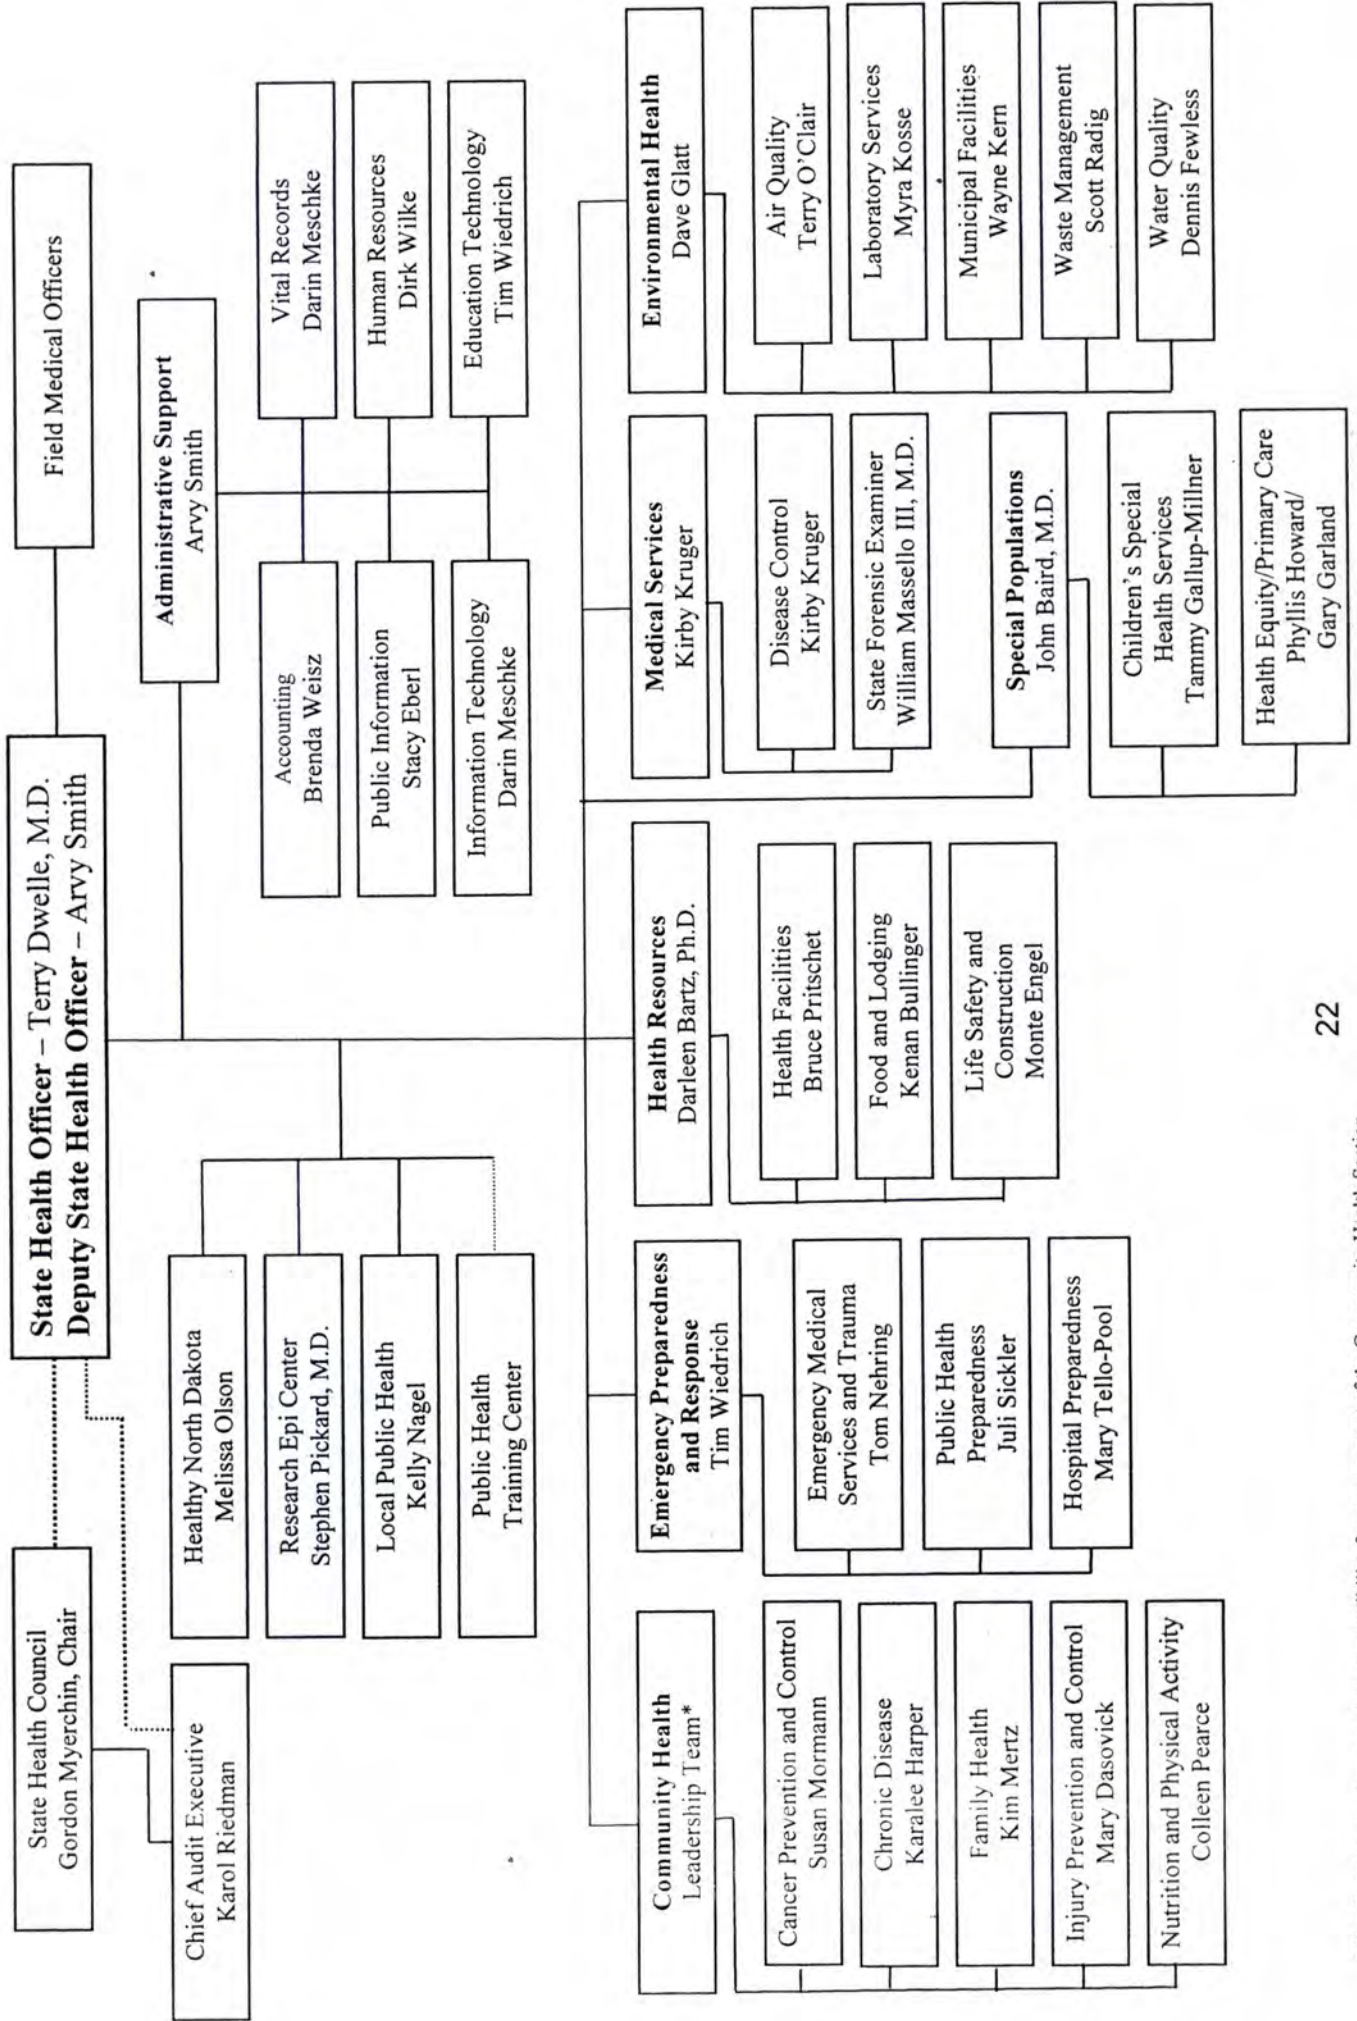 State Health Council
Gordon Myerchin, Chair
State Health Officer – Terry Dwelle, M.D.
Deputy State Health Officer – Arvy Smith
Field Medical Officers
Chief Audit Executive
Karol Riedman
Administrative Support
Arvy Smith
Healthy North Dakota
Melissa Olson
Research Epi Center
Stephen Pickard, M.D.
Local Public Health
Kelly Nagel
Public Health
Training Center
Accounting
Brenda Weisz
Public Information
Stacy Eberl
Information Technology
Darin Meschke
Vital Records
Darin Meschke
Human Resources
Dirk Wilke
Education Technology
Tim Wiedrich
Community Health
Leadership Team*
Cancer Prevention and Control
Susan Mormann
Chronic Disease
Karalee Harper
Family Health
Kim Mertz
Injury Prevention and Control
Mary Dasovick
Nutrition and Physical Activity
Colleen Pearce
Emergency Preparedness
and Response
Tim Wiedrich
Emergency Medical
Services and Trauma
Tom Nehring
Public Health
Preparedness
Juli Sickler
Hospital Preparedness
Mary Tello-Pool
Health Resources
Darleen Bartz, Ph.D.
Health Facilities
Bruce Pritschet
Food and Lodging
Kenan Bullinger
Life Safety and
Construction
Monte Engel
Medical Services
Kirby Kruger
Disease Control
Kirby Kruger
State Forensic Examiner
William Massello III, M.D.
Special Populations
John Baird, M.D.
Children's Special
Health Services
Tammy Gallup-Millner
Health Equity/Primary Care
Phyllis Howard/
Gary Garland
Environmental Health
Dave Glatt
Air Quality
Terry O'Clair
Laboratory Services
Myra Kosse
Municipal Facilities
Wayne Kern
Waste Management
Scott Radig
Water Quality
Dennis Fewless
Health Section
22